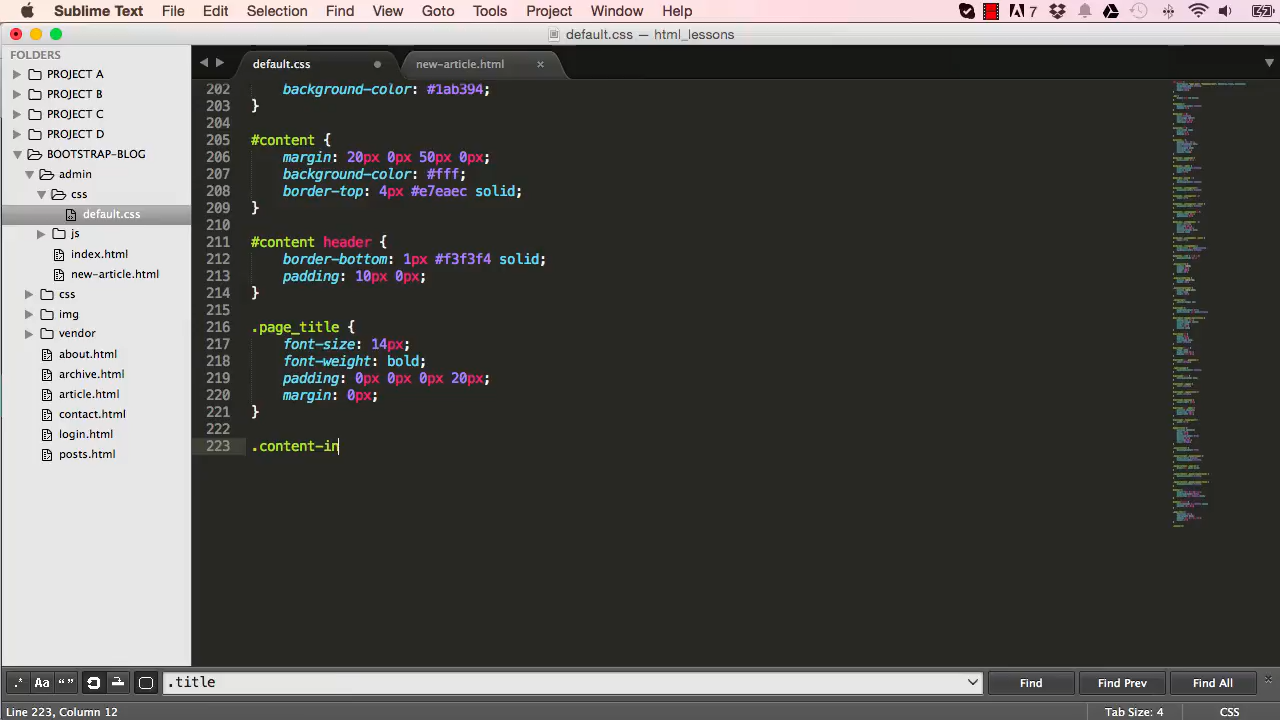 Sublime Text File Edit Selection Find View Goto Tools Project Window Help 7
default.css — html_lessons
FOLDERS
PROJECT A
PROJECT B
PROJECT C
PROJECT D
BOOTSTRAP-BLOG
admin
css
default.css
js
index.html
new-article.html
css
img
vendor
about.html
archive.html
article.html
contact.html
login.html
posts.html
default.css new-article.html ×
202 background-color: #1ab394;
203 }
204
205 #content {
206 margin: 20px 0px 50px 0px;
207 background-color: #fff;
208 border-top: 4px #e7eaec solid;
209 }
210
211 #content header {
212 border-bottom: 1px #f3f3f4 solid;
213 padding: 10px 0px;
214 }
215
216 .page_title {
217 font-size: 14px;
218 font-weight: bold;
219 padding: 0px 0px 0px 20px;
220 margin: 0px;
221 }
222
223 .content-in
.* Aa “” .title Find Find Prev Find All ×
Line 223, Column 12 Tab Size: 4 CSS